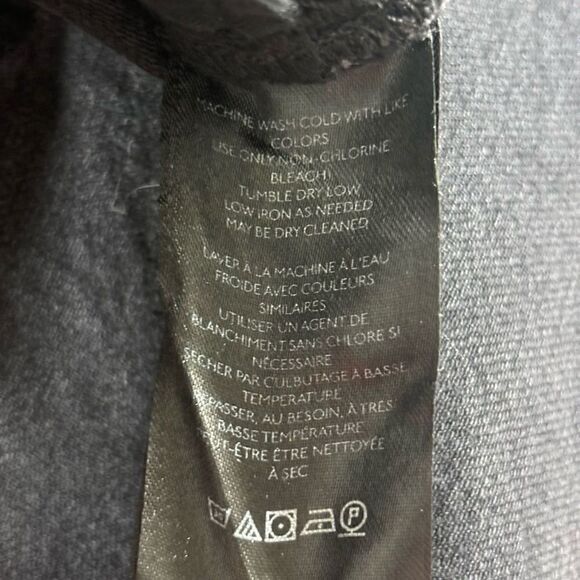 MACHINE WASH COLD WITH LIKE
COLORS
USE ONLY NON-CHLORINE
BLEACH
TUMBLE DRY LOW
LOW IRON AS NEEDED
MAY BE DRY CLEANED
LAVER À LA MACHINE À L'EAU
FROIDE AVEC COULEURS
SIMILAIRES
UTILISER UN AGENT DE
BLANCHIMENT SANS CHLORE SI
NÉCESSAIRE
SÉCHER PAR CULBUTAGE À BASSE
TEMPÉRATURE
REPASSER, AU BESOIN, À TRÈS
BASSE TEMPÉRATURE
PEUT-ÊTRE ÊTRE NETTOYÉE
À SEC
P